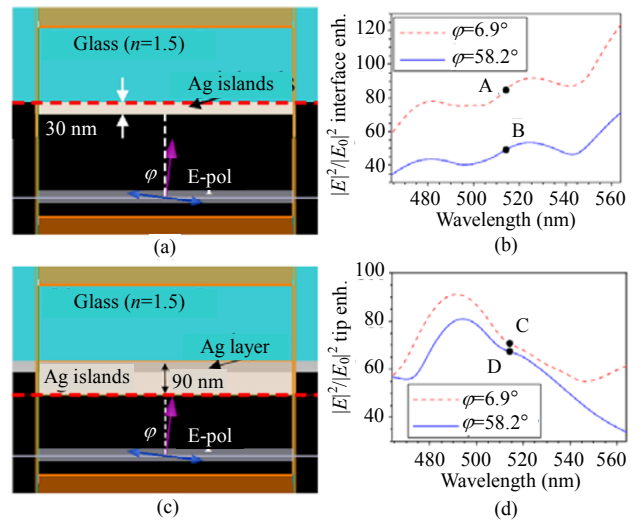 Glass (n=1.5)
Ag islands
30 nm
φ
E-pol
(a)
|E|²/|E₀|² interface enh.
130
120
100
80
60
40
φ=6.9°
φ=58.2°
A
B
480 500 520 540 560
Wavelength (nm)
(b)
Glass (n=1.5)
Ag layer
Ag islands
90 nm
φ
E-pol
(c)
|E|²/|E₀|² tip enh.
100
80
60
40
C
D
φ=6.9°
φ=58.2°
480 500 520 540 560
Wavelength (nm)
(d)